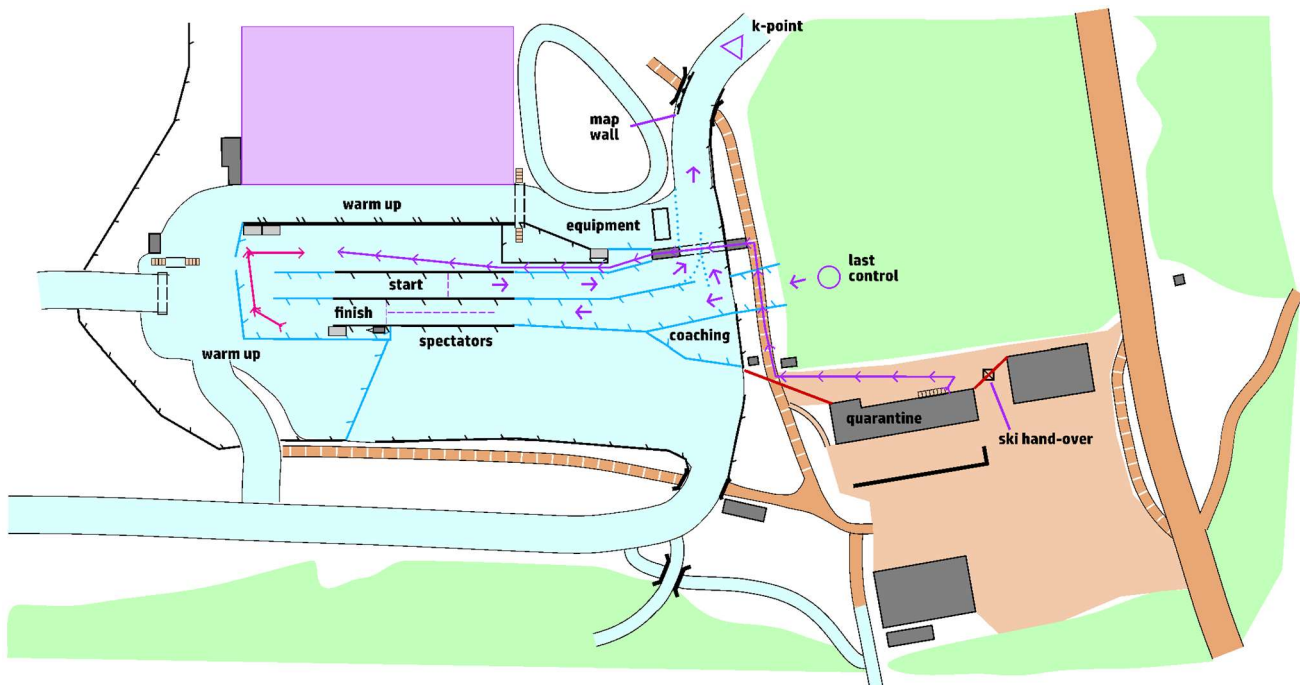 k-point
map
wall
warm up
equipment
last
control
start
finish
spectators
coaching
warm up
quarantine
ski hand-over